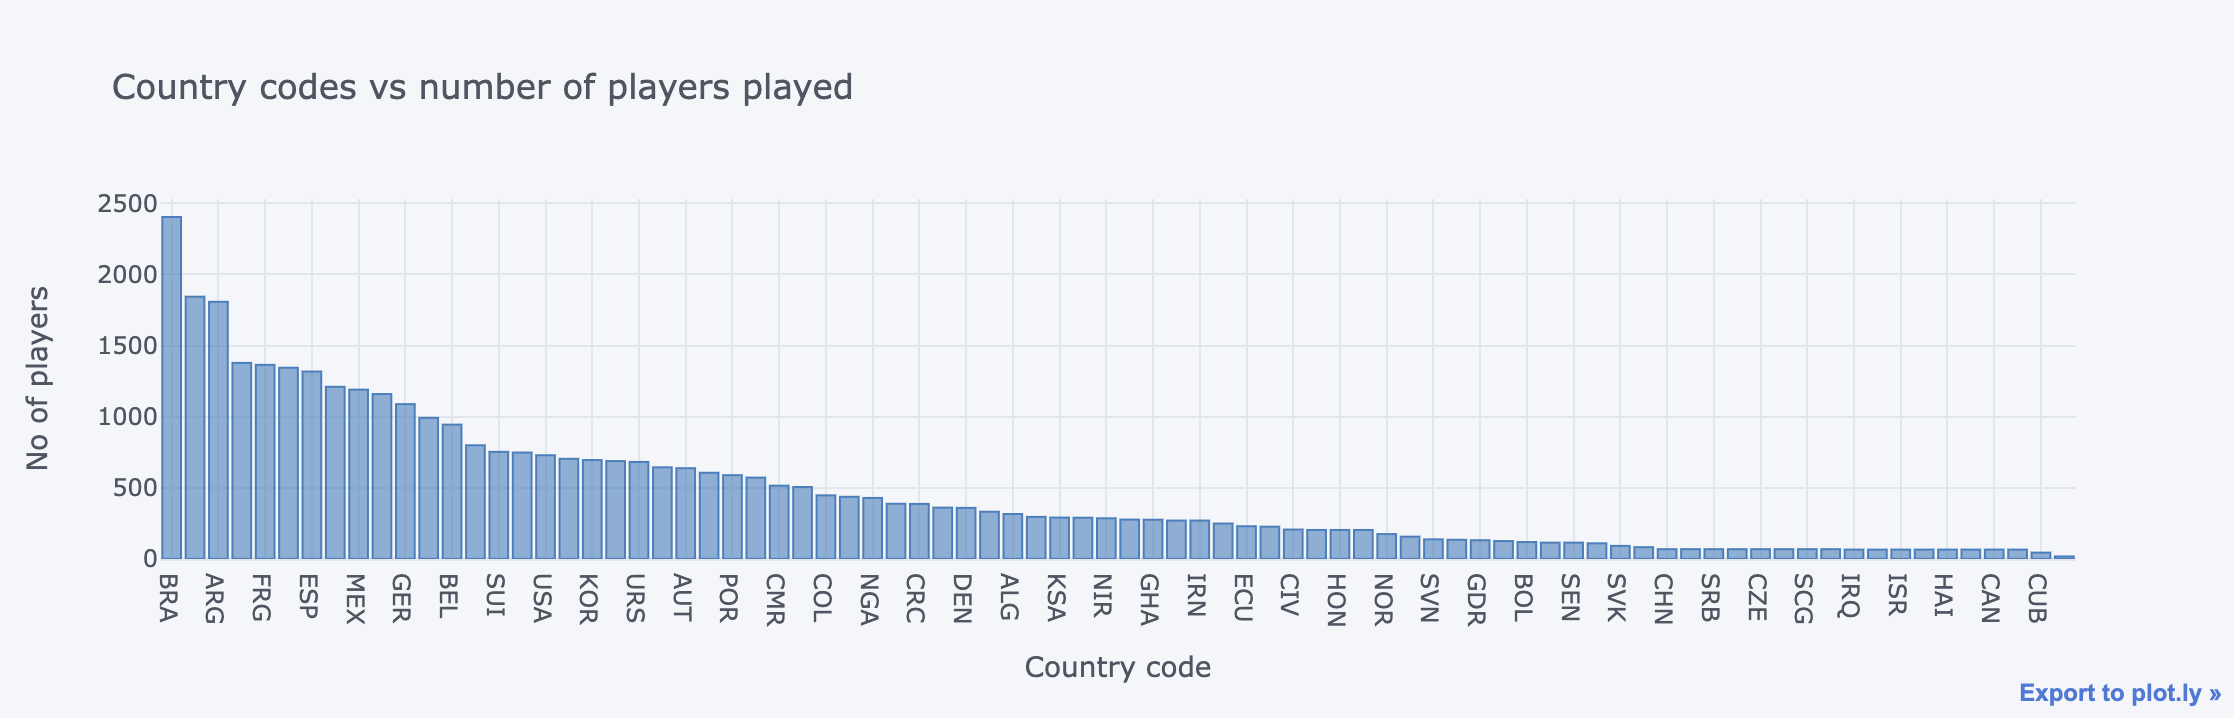 Country codes vs number of players played
2500
2000
1500
1000
500
0
No of players
BRA
ARG
FRG
ESP
MEX
GER
BEL
SUI
USA
KOR
URS
AUT
POR
CMR
COL
NGA
CRC
DEN
ALG
KSA
NIR
GHA
IRN
ECU
CIV
HON
NOR
SVN
GDR
BOL
SEN
SVK
CHN
SRB
CZE
SCG
IRQ
ISR
HAI
CAN
CUB
Country code
Export to plot.ly »